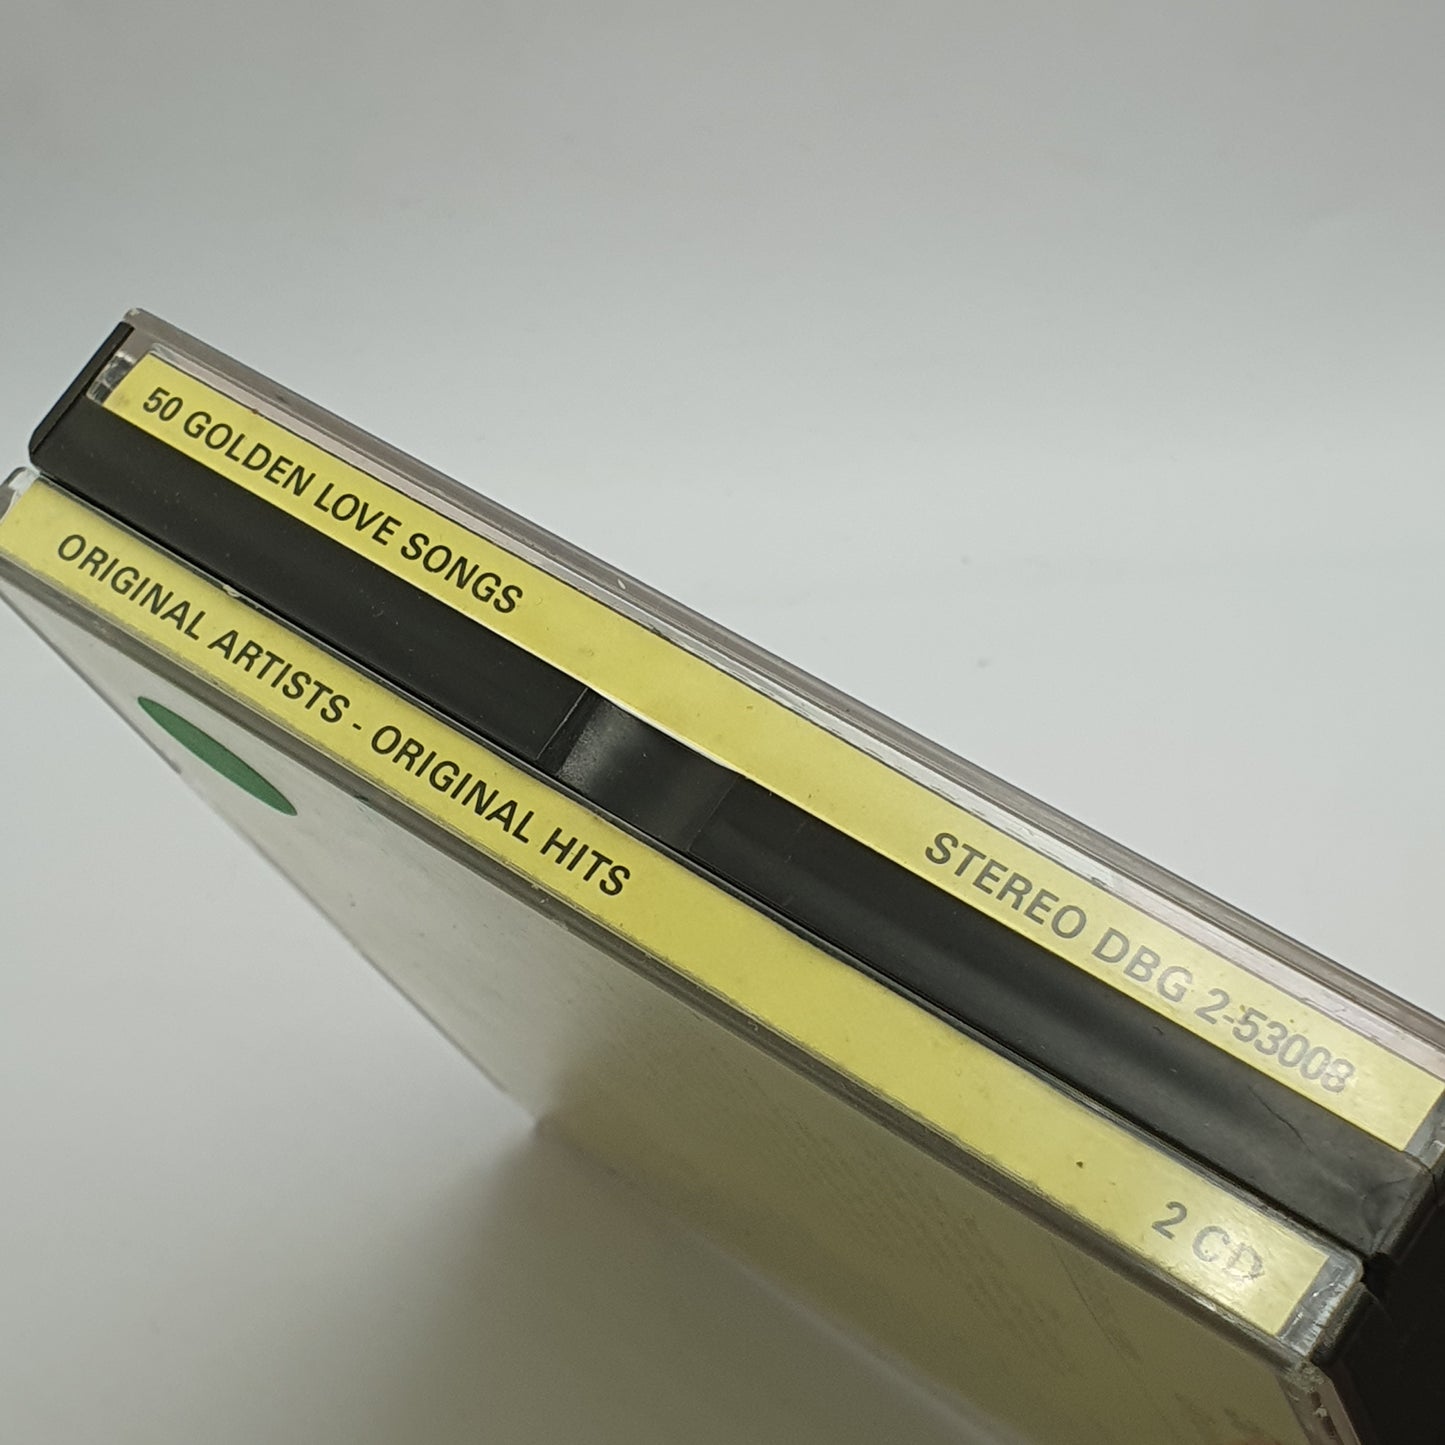 50 GOLDEN LOVE SONGS STEREO DBG 2-53008
ORIGINAL ARTISTS - ORIGINAL HITS 2 CD